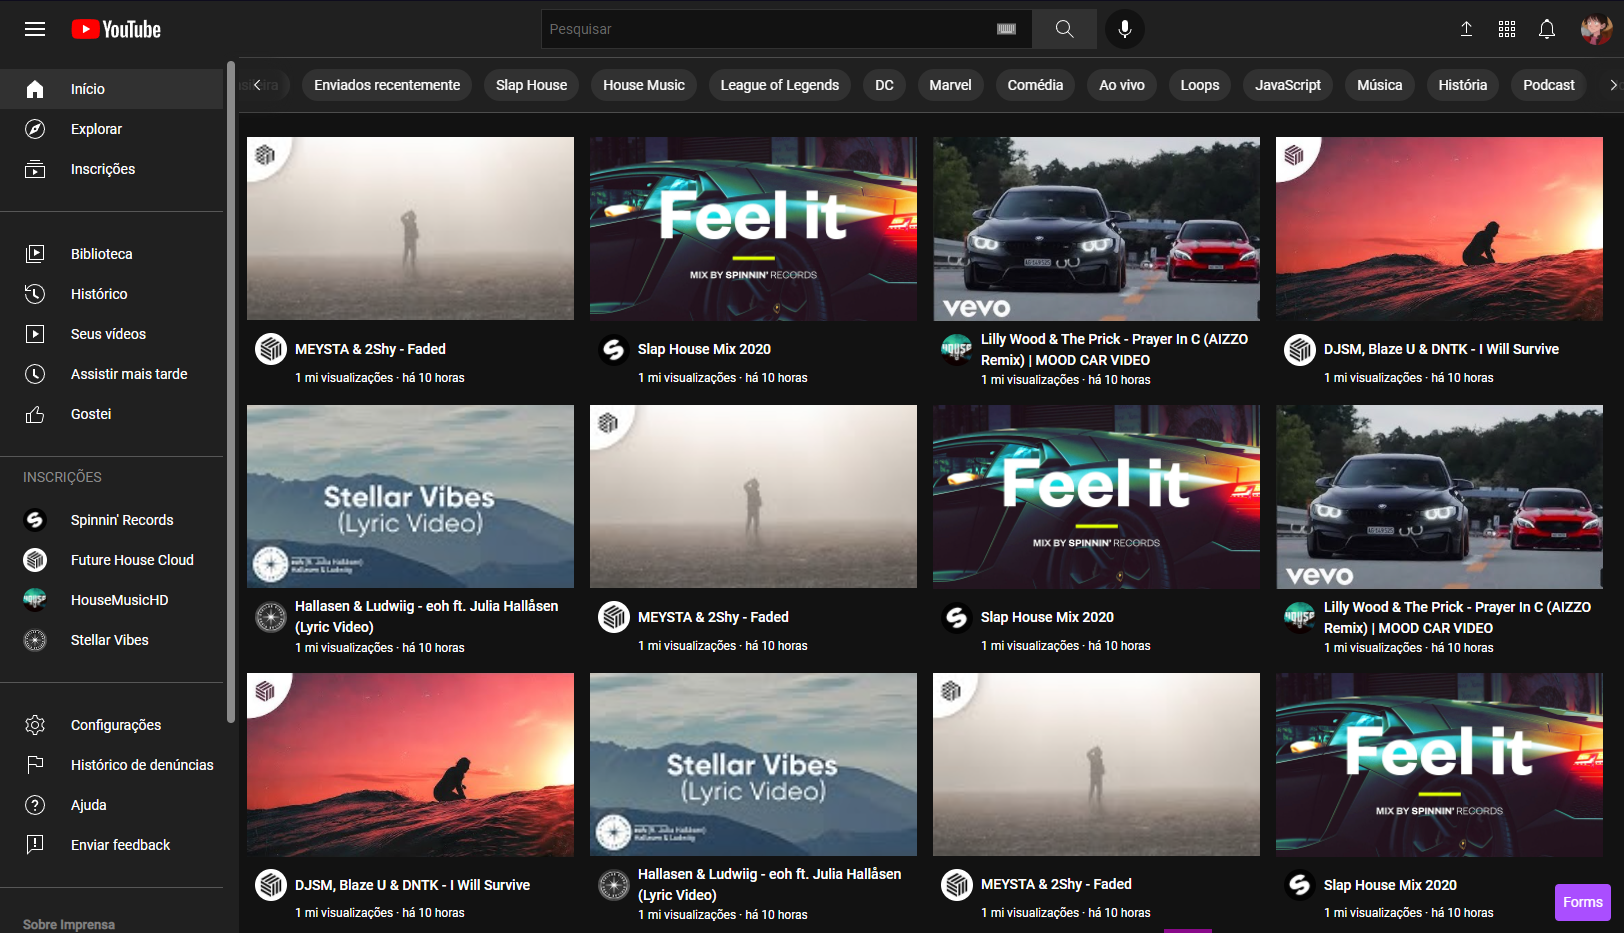 YouTube
Pesquisar
Enviados recentemente
Slap House
House Music
League of Legends
DC
Marvel
Comédia
Ao vivo
Loops
JavaScript
Música
História
Podcast
Início
Explorar
Inscrições
Biblioteca
Histórico
Seus vídeos
Assistir mais tarde
Gostei
INSCRIÇÕES
Spinnin' Records
Future House Cloud
HouseMusicHD
Stellar Vibes
Configurações
Histórico de denúncias
Ajuda
Enviar feedback
Sobre Imprensa
MEYSTA & 2Shy - Faded
1 mi visualizações · há 10 horas
Feel it
MIX BY SPINNIN' RECORDS
Slap House Mix 2020
1 mi visualizações · há 10 horas
vevo
Lilly Wood & The Prick - Prayer In C (AIZZO
Remix) | MOOD CAR VIDEO
1 mi visualizações · há 10 horas
DJSM, Blaze U & DNTK - I Will Survive
1 mi visualizações · há 10 horas
Stellar Vibes
(Lyric Video)
Hallasen & Ludwiig - eoh ft. Julia Hallåsen
(Lyric Video)
1 mi visualizações · há 10 horas
MEYSTA & 2Shy - Faded
1 mi visualizações · há 10 horas
Feel it
MIX BY SPINNIN' RECORDS
Slap House Mix 2020
1 mi visualizações · há 10 horas
vevo
Lilly Wood & The Prick - Prayer In C (AIZZO
Remix) | MOOD CAR VIDEO
1 mi visualizações · há 10 horas
DJSM, Blaze U & DNTK - I Will Survive
1 mi visualizações · há 10 horas
Stellar Vibes
(Lyric Video)
Hallasen & Ludwiig - eoh ft. Julia Hallåsen
(Lyric Video)
1 mi visualizações · há 10 horas
MEYSTA & 2Shy - Faded
1 mi visualizações · há 10 horas
Feel it
MIX BY SPINNIN' RECORDS
Slap House Mix 2020
1 mi visualizações · há 10 horas
Forms